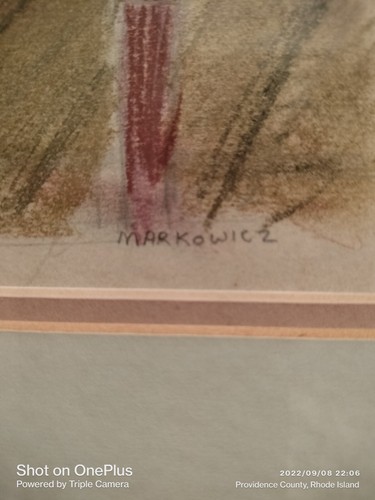 MARKOWICZ
Shot on OnePlus
Powered by Triple Camera
2022/09/08 22:06
Providence County, Rhode Island